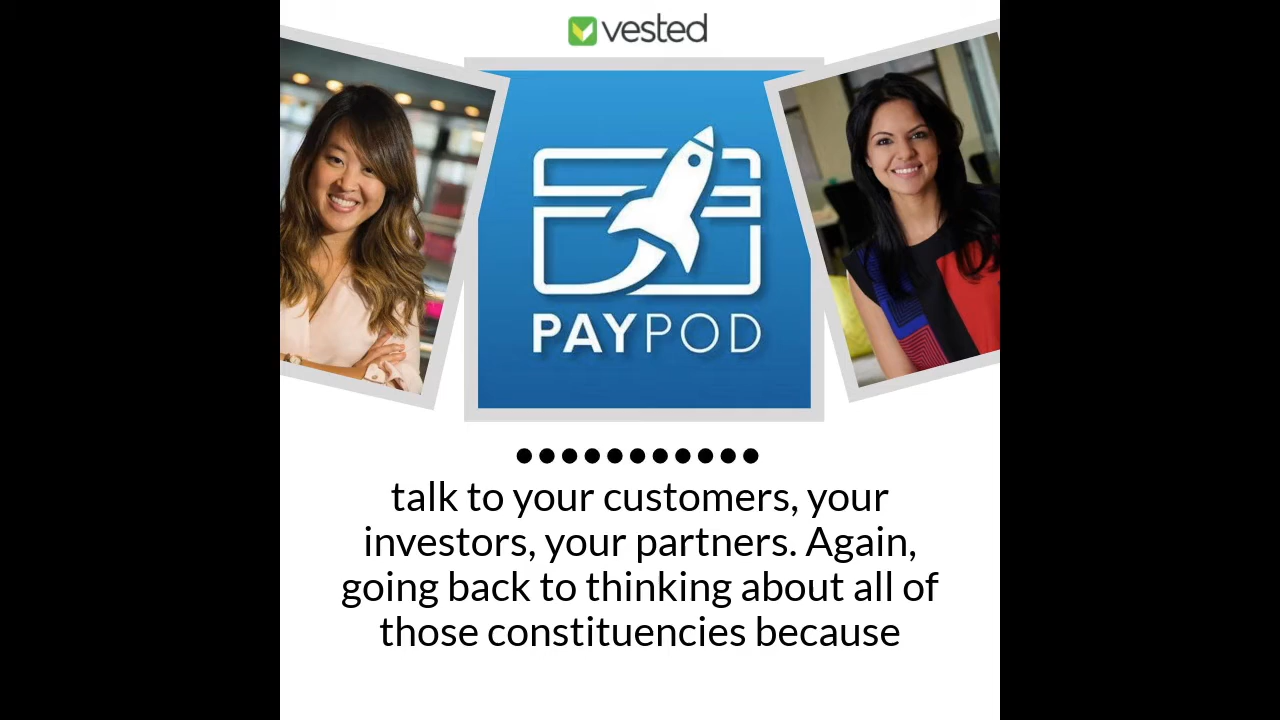 vested
PAYPOD
talk to your customers, your
investors, your partners. Again,
going back to thinking about all of
those constituencies because